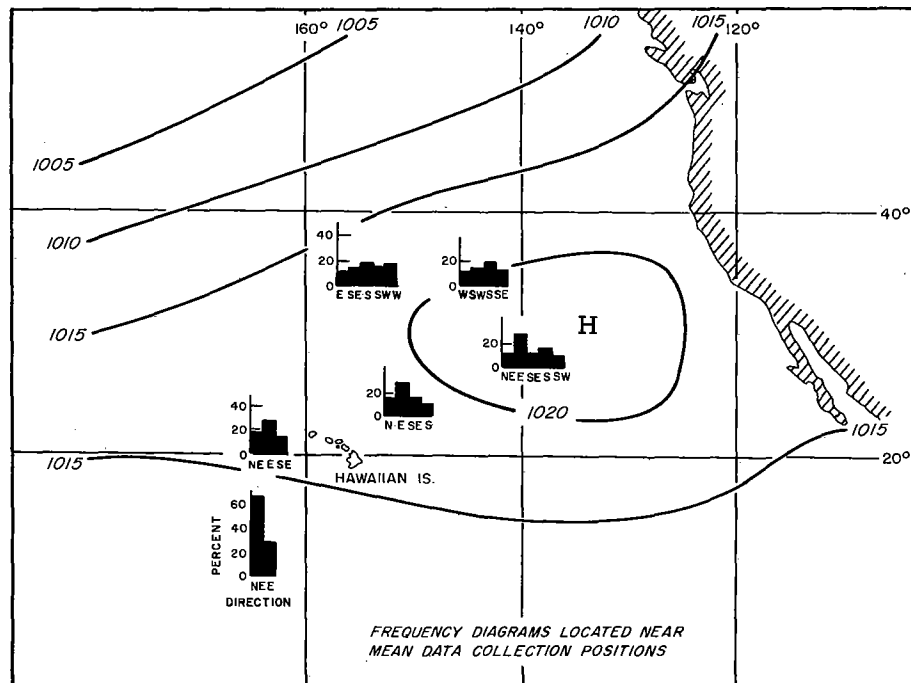 1005
160°
140°
1010
1015
120°
1005
1010
40°
40
20
0
E SE S SW W
40
20
0
W SW S SE
1015
H
20
0
NE E SE S SW
20
0
N E SE S
1020
40
20
0
NE E SE
1015
20°
1015
HAWAIIAN IS.
PERCENT
60
40
20
0
NE E
DIRECTION
FREQUENCY DIAGRAMS LOCATED NEAR
MEAN DATA COLLECTION POSITIONS